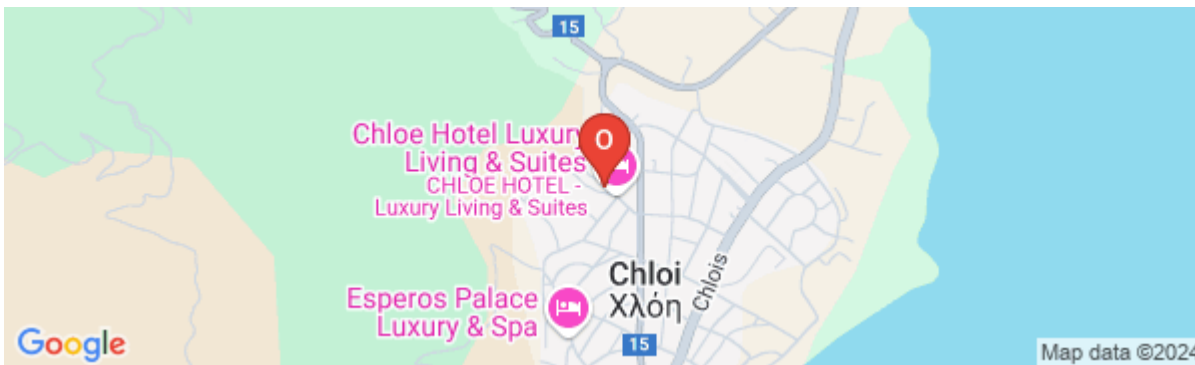 15
O
Chloe Hotel Luxury
Living & Suites
CHLOE HOTEL -
Luxury Living & Suites
Chloi
Χλόη
Chlois
Esperos Palace
Luxury & Spa
15
Google
Map data ©2024